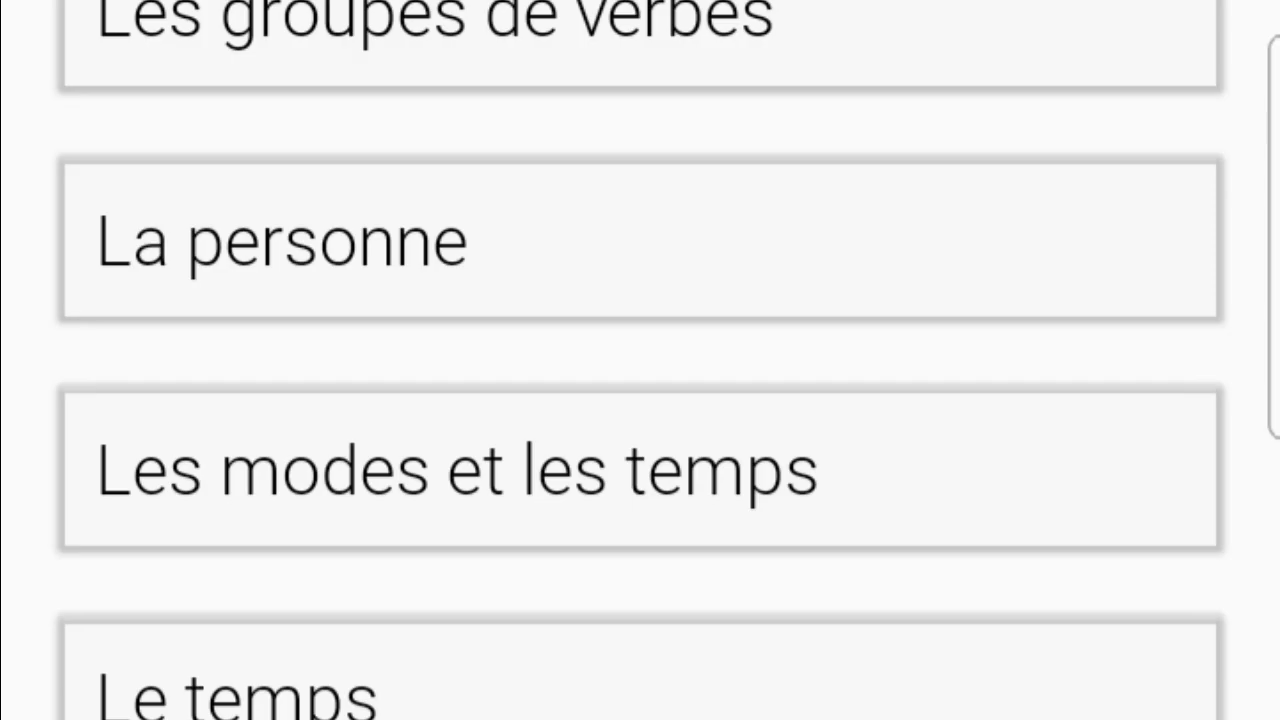 Les groupes de verbes
La personne
Les modes et les temps
Le temps